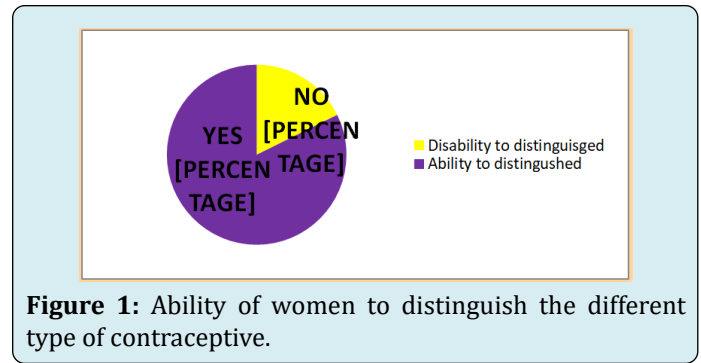 NO
[PERCEN
TAGE]
YES
[PERCEN
TAGE]
Disability to distinguisged
Ability to distingushed
Figure 1: Ability of women to distinguish the different
type of contraceptive.